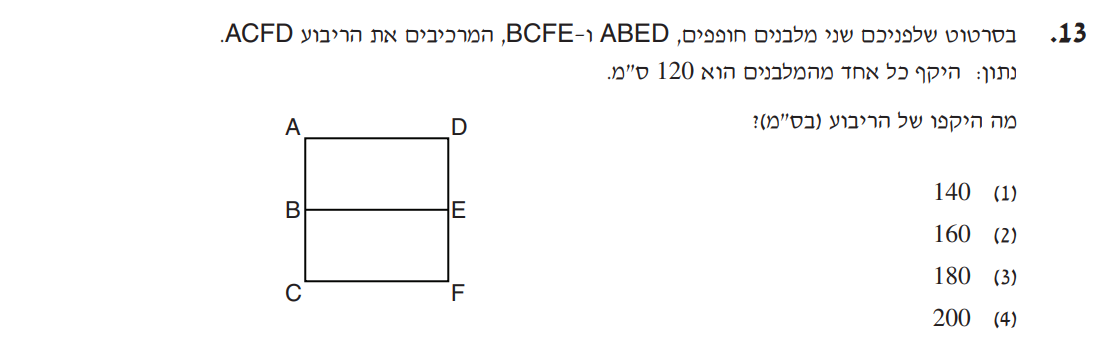 13. בסרטוט שלפניכם שני מלבנים חופפים, ABED ו-BCFE, המרכיבים את הריבוע ACFD.
נתון: היקף כל אחד מהמלבנים הוא 120 ס"מ.
מה היקפו של הריבוע (בס"מ)?
(1) 140
(2) 160
(3) 180
(4) 200
A D
B E
C F